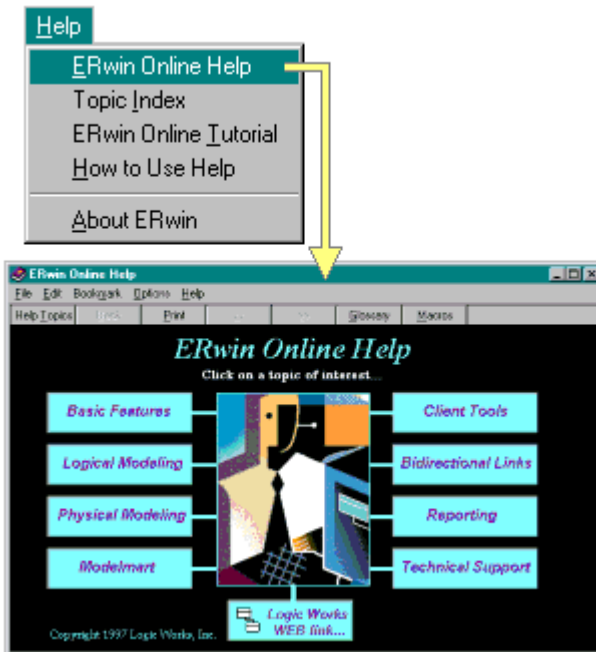 Help
ERwin Online Help
Topic Index
ERwin Online Tutorial
How to Use Help
About ERwin
ERwin Online Help
File Edit Bookmark Options Help
Help Topics Back Print << >> Glossary Macros
ERwin Online Help
Click on a topic of interest...
Basic Features
Client Tools
Logical Modeling
Bidirectional Links
Physical Modeling
Reporting
Modelmart
Technical Support
Logic Works
WEB link...
Copyright 1997 Logic Works, Inc.